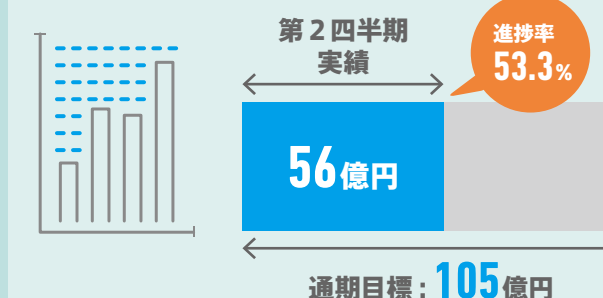 第2四半期
実績
進捗率
53.3%
56億円
通期目標：105億円